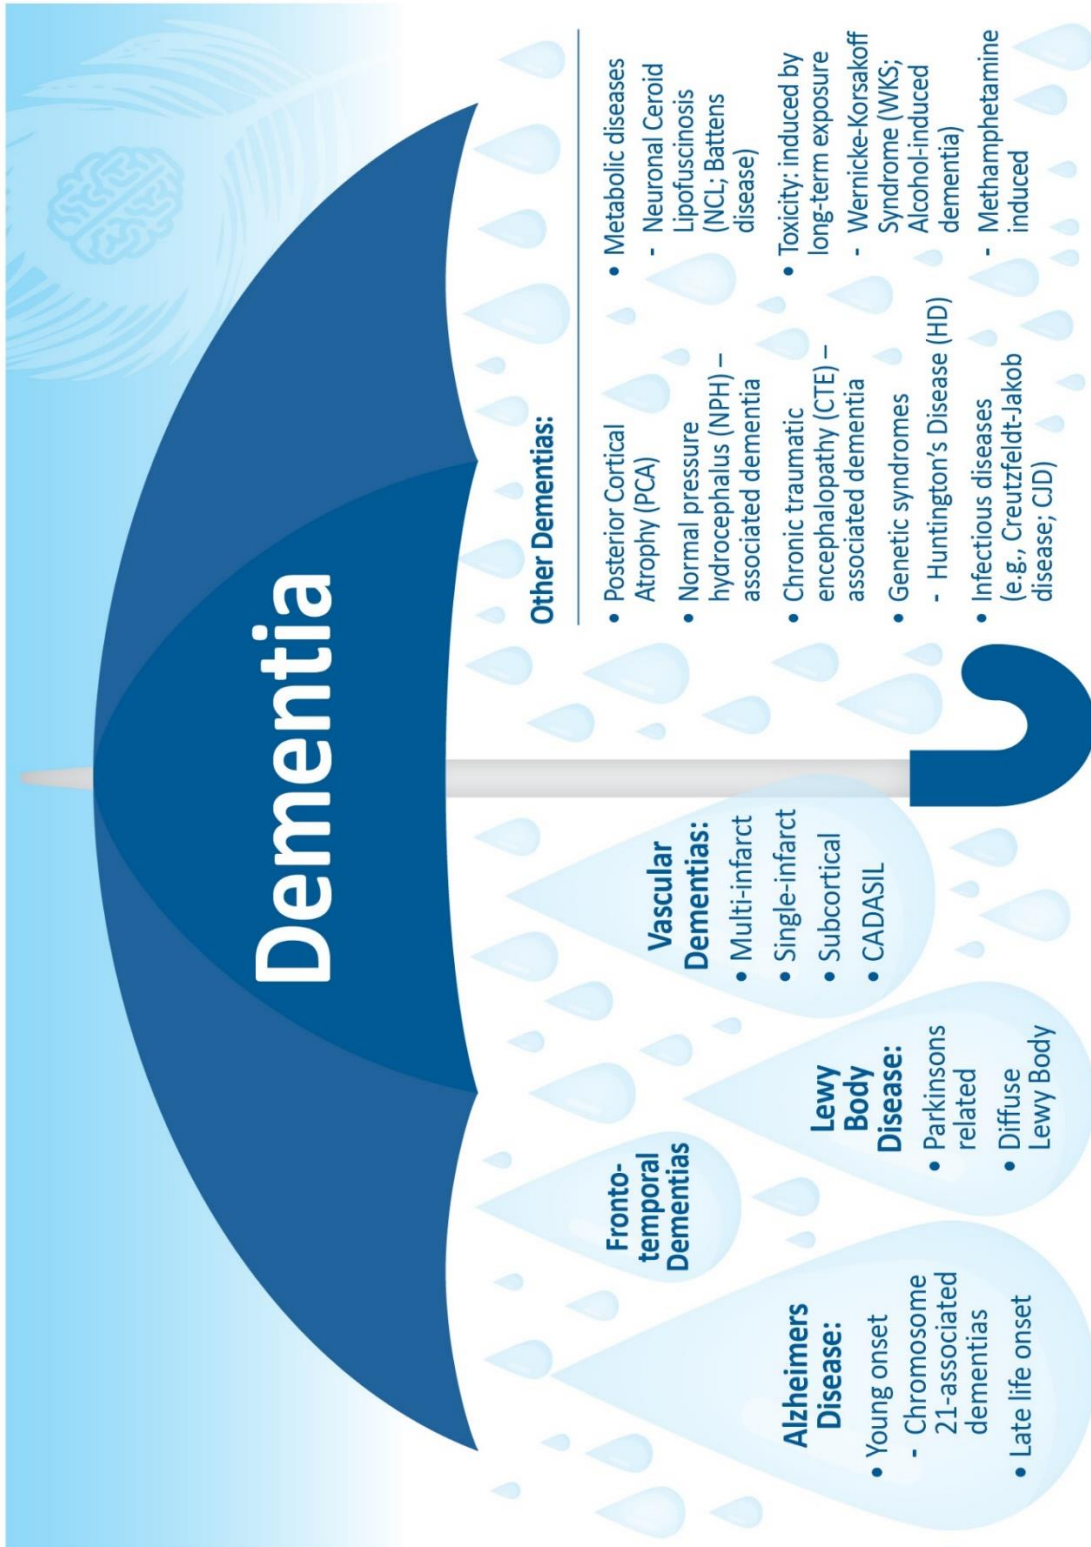 Dementia
Alzheimers
Disease:
• Young onset
- Chromosome
21-associated
dementias
• Late life onset
Fronto-
temporal
Dementias
Lewy
Body
Disease:
• Parkinsons
related
• Diffuse
Lewy Body
Vascular
Dementias:
• Multi-infarct
• Single-infarct
• Subcortical
• CADASIL
Other Dementias:
• Posterior Cortical
Atrophy (PCA)
• Normal pressure
hydrocephalus (NPH) –
associated dementia
• Chronic traumatic
encephalopathy (CTE) –
associated dementia
• Genetic syndromes
- Huntington’s Disease (HD)
• Infectious diseases
(e.g., Creutzfeldt-Jakob
disease; CJD)
• Metabolic diseases
- Neuronal Ceroid
Lipofuscinosis
(NCL; Battens
disease)
• Toxicity: induced by
long-term exposure
- Wernicke-Korsakoff
Syndrome (WKS;
Alcohol-induced
dementia)
- Methamphetamine
induced